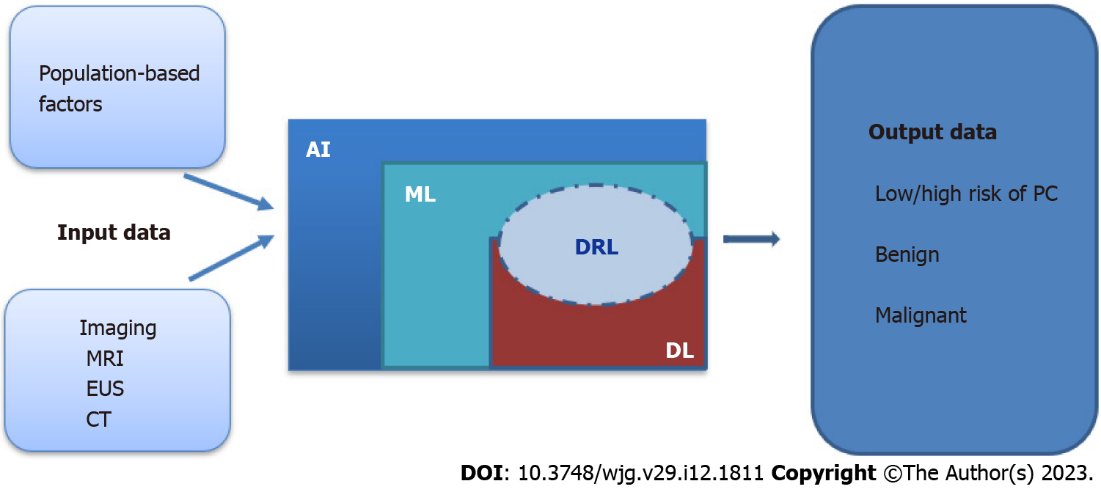 Population-based
factors
Input data
Imaging
MRI
EUS
CT
AI
ML
DRL
DL
Output data
Low/high risk of PC
Benign
Malignant
DOI: 10.3748/wjg.v29.i12.1811 Copyright ©The Author(s) 2023.